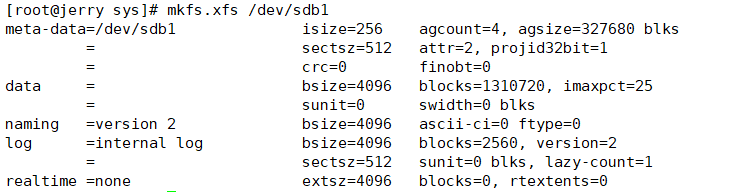 [root@jerry sys]# mkfs.xfs /dev/sdb1
meta-data=/dev/sdb1              isize=256    agcount=4, agsize=327680 blks
         =                       sectsz=512   attr=2, projid32bit=1
         =                       crc=0        finobt=0
data     =                       bsize=4096   blocks=1310720, imaxpct=25
         =                       sunit=0      swidth=0 blks
naming   =version 2              bsize=4096   ascii-ci=0 ftype=0
log      =internal log           bsize=4096   blocks=2560, version=2
         =                       sectsz=512   sunit=0 blks, lazy-count=1
realtime =none                   extsz=4096   blocks=0, rtextents=0